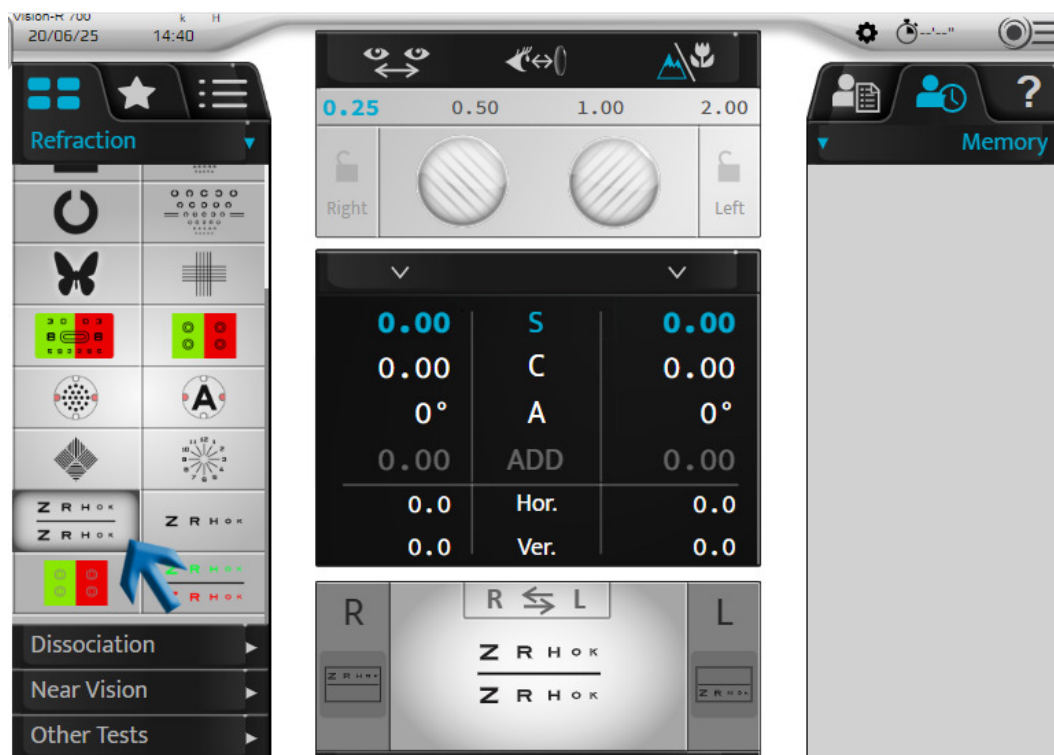 Vision-R 700 k H
20/06/25 14:40
Refraction
A
Z R H O K
Z R H O K
Z R H O K
Z R H O K
Z R H O K
Dissociation
Near Vision
Other Tests
0.25 0.50 1.00 2.00
Right Left
0.00 S 0.00
0.00 C 0.00
0° A 0°
0.00 ADD 0.00
0.0 Hor. 0.0
0.0 Ver. 0.0
R R L L
Z R H O K
Z R H O K
?
Memory